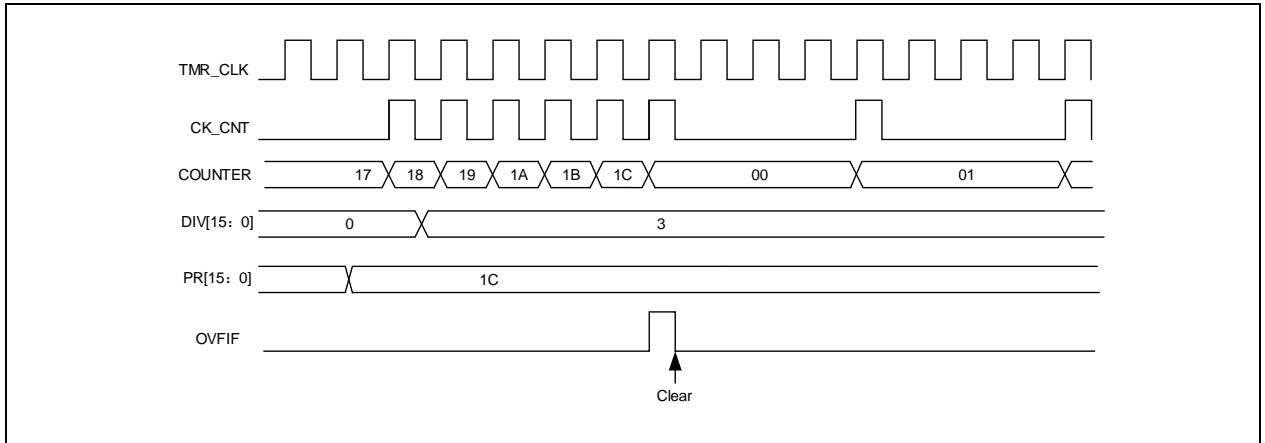 TMR_CLK
CK_CNT
COUNTER 17 18 19 1A 1B 1C 00 01
DIV[15：0] 0 3
PR[15：0] 1C
OVFIF
Clear